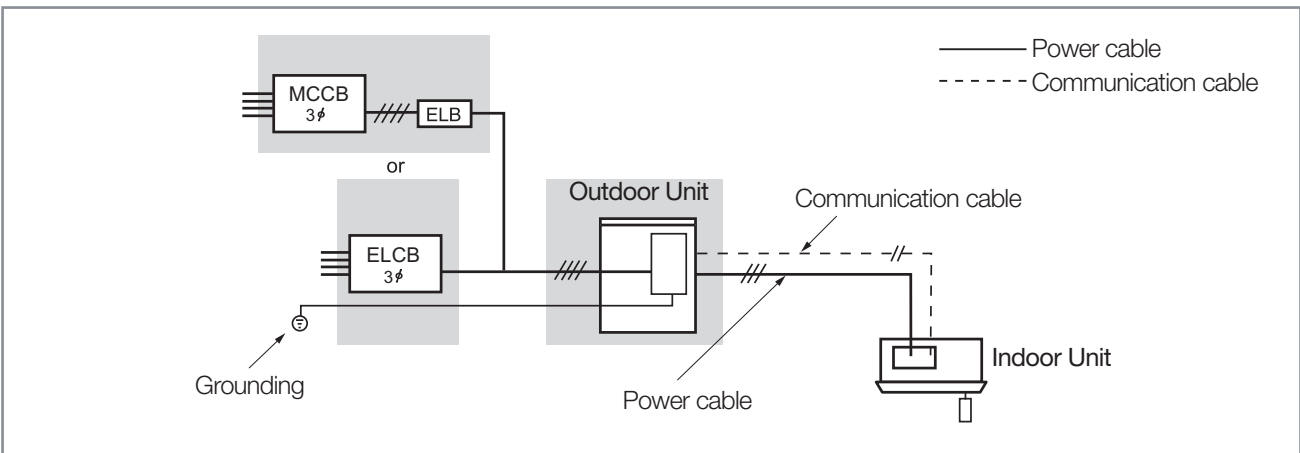 Power cable
Communication cable
MCCB
3ϕ
ELB
or
Outdoor Unit
Communication cable
ELCB
3ϕ
Indoor Unit
Grounding
Power cable